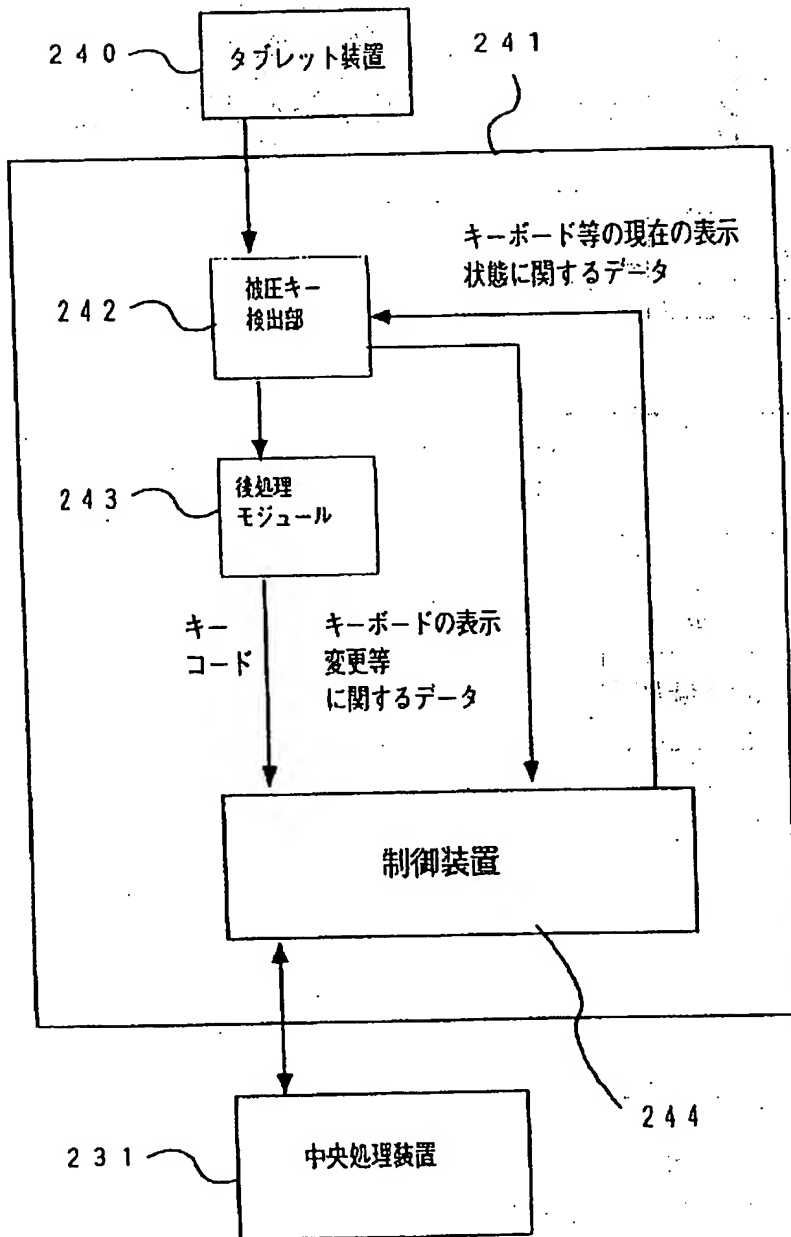 240
タブレット装置
241
キーボード等の現在の表示
状態に関するデータ
242
被圧キー
検出部
243
後処理
モジュール
キー
コード
キーボードの表示
変更等
に関するデータ
制御装置
244
231
中央処理装置